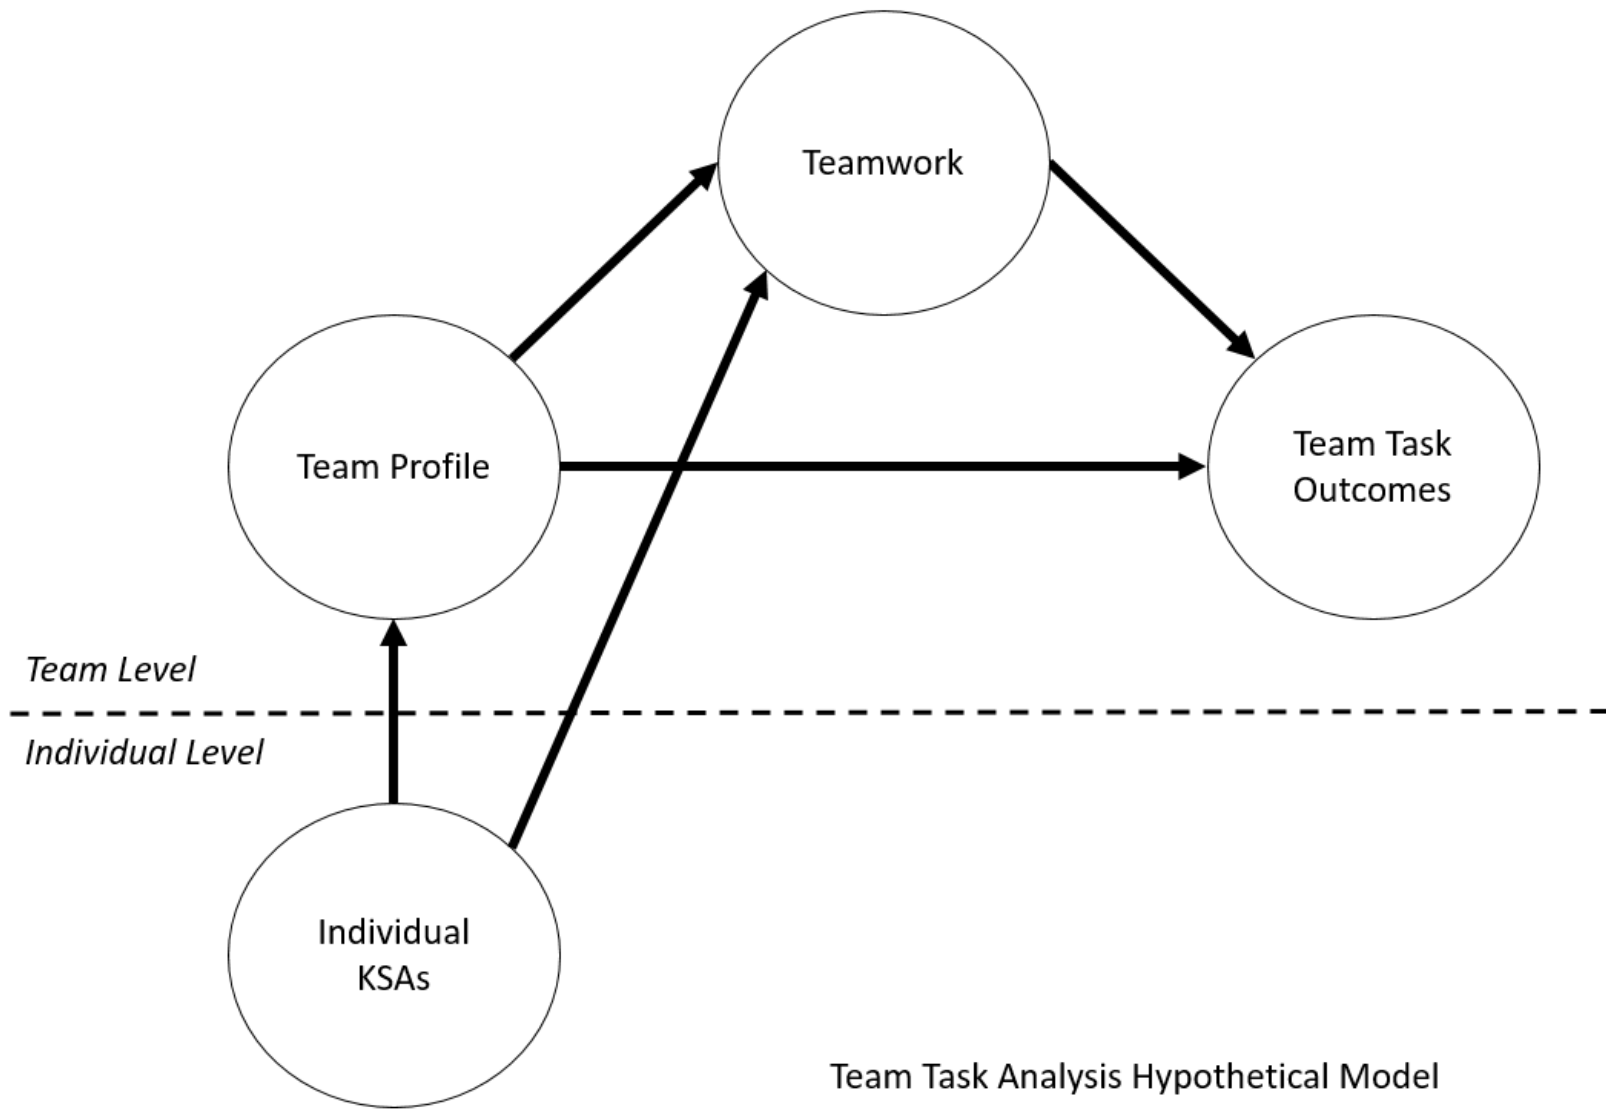 Teamwork
Team Profile
Team Task
Outcomes
Team Level
Individual Level
Individual
KSAs
Team Task Analysis Hypothetical Model